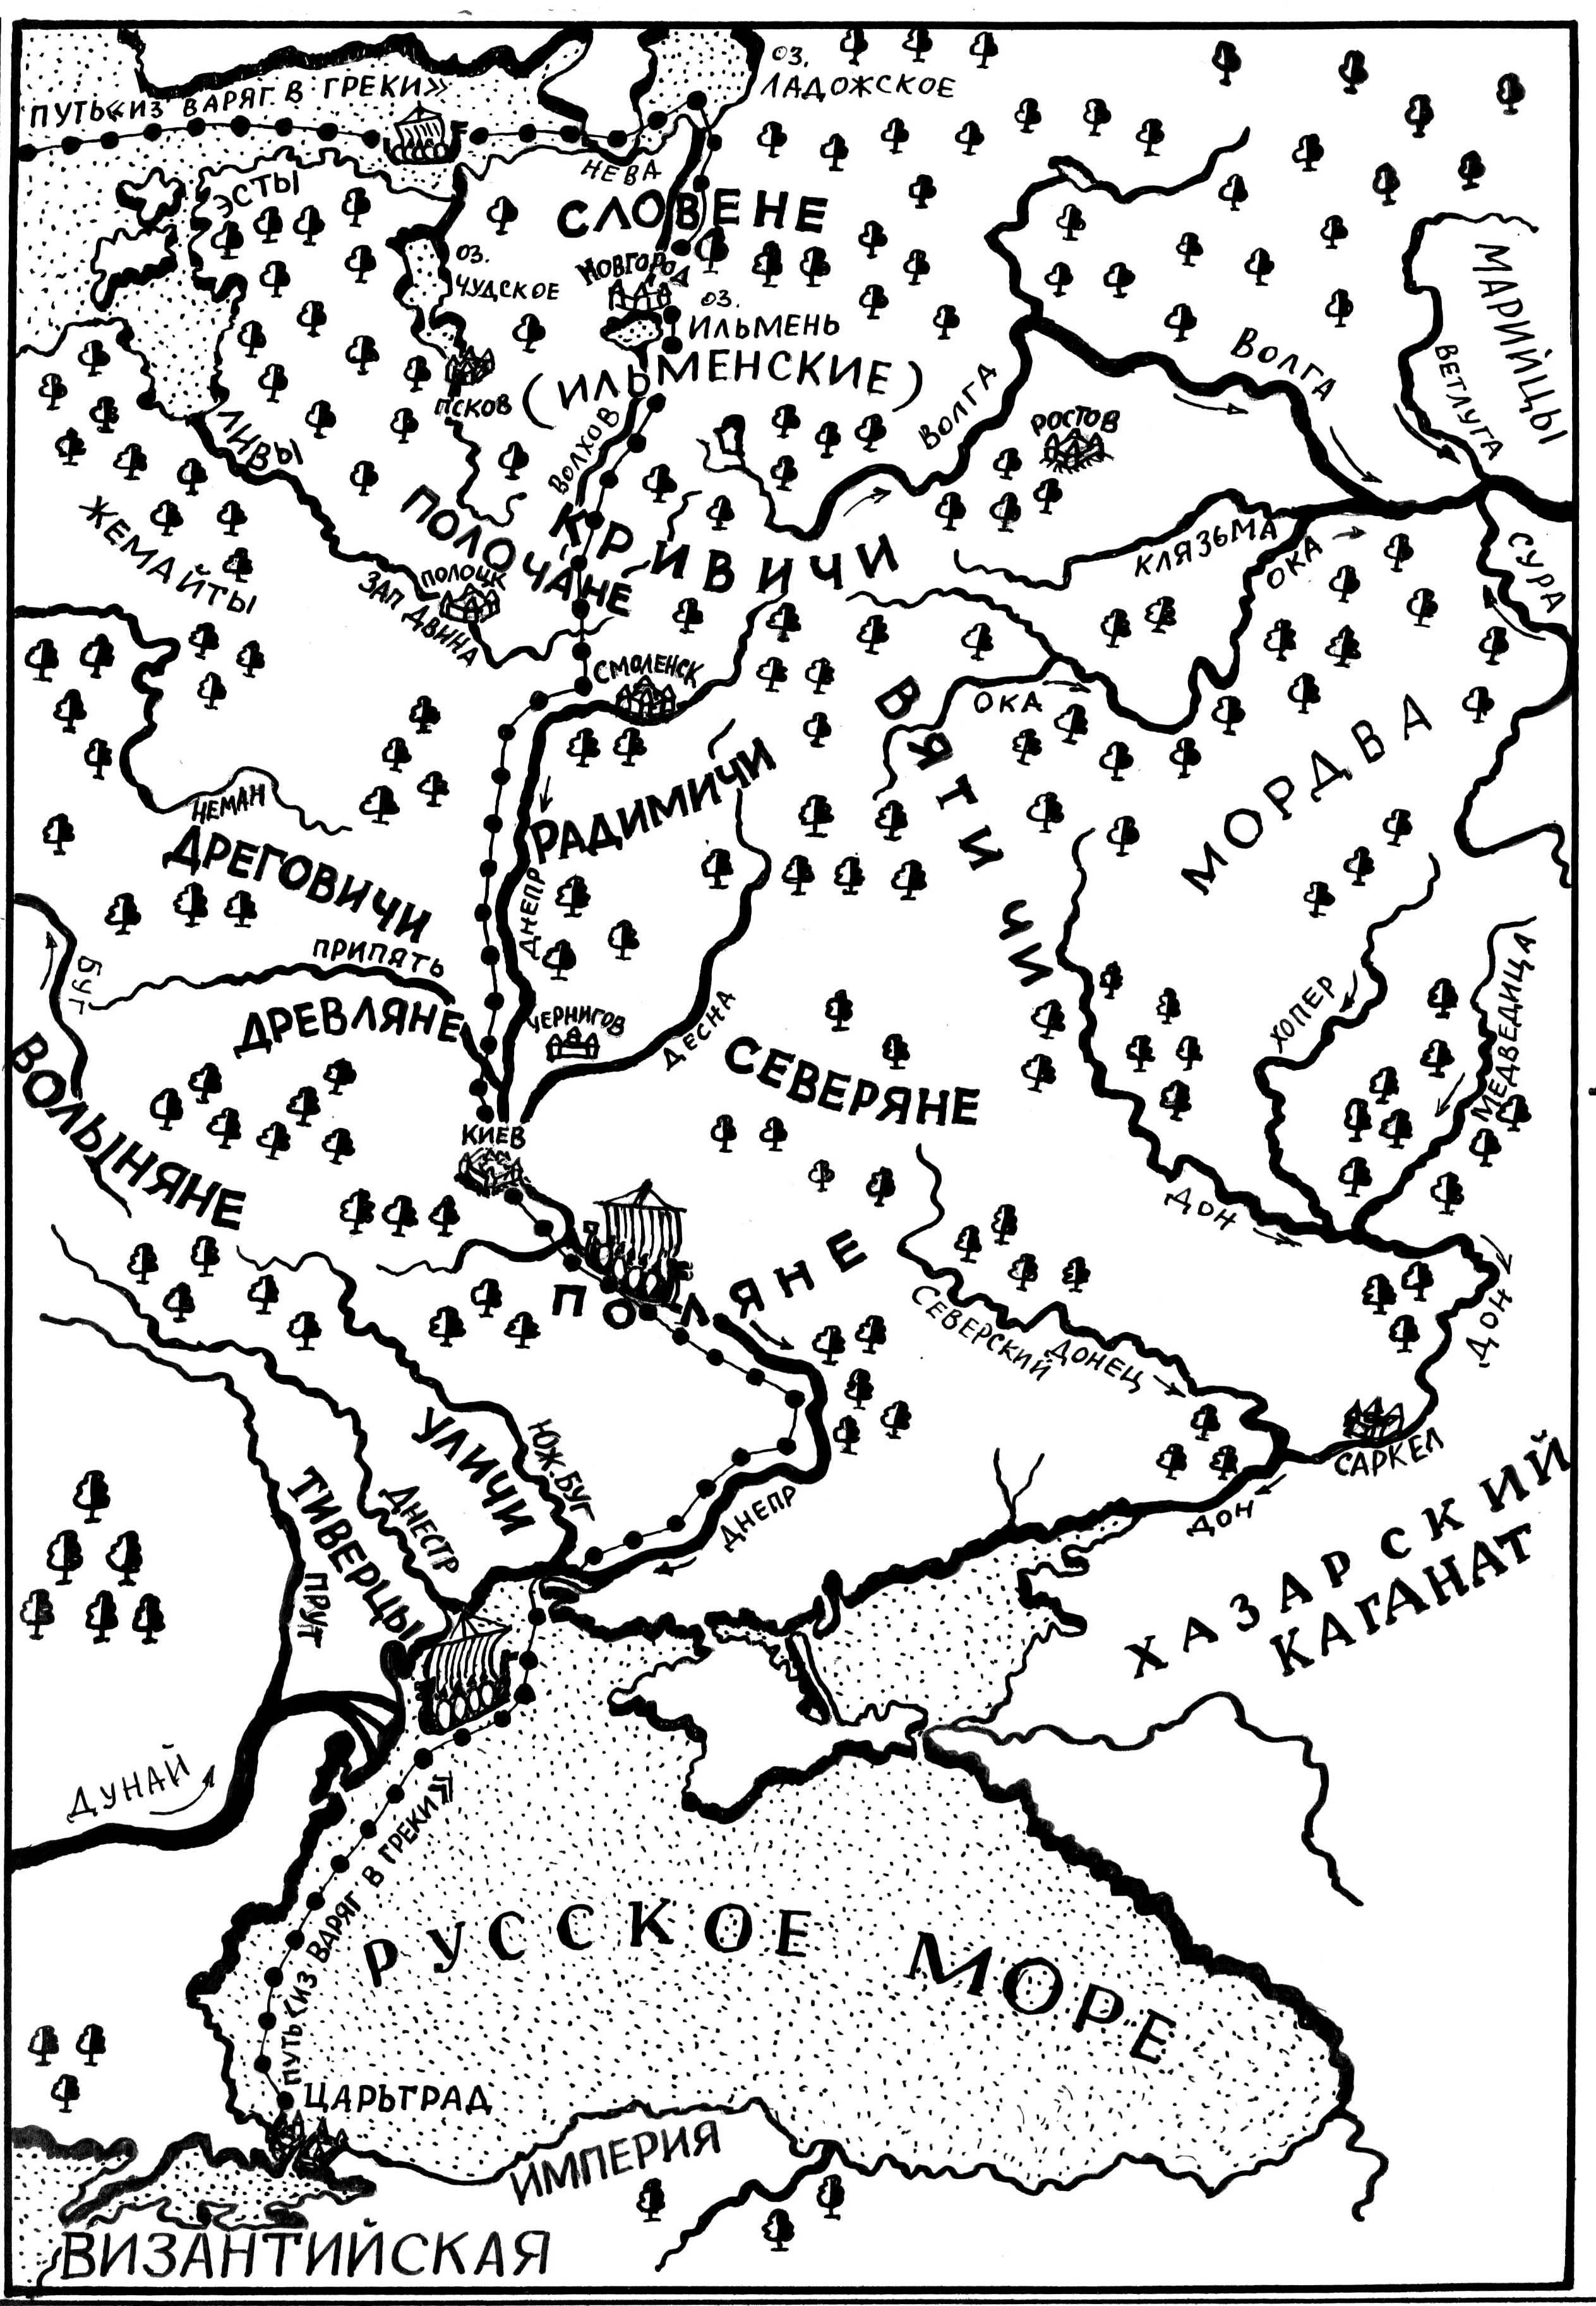 ОЗ.
ЛАДОЖСКОЕ
ПУТЬ «ИЗ ВАРЯГ В ГРЕКИ»
НЕВА
ЭСТЫ
СЛОВЕНЕ
ОЗ.
ЧУДСКОЕ
НОВГОРОД
ОЗ.
ИЛЬМЕНЬ
(ИЛЬМЕНСКИЕ)
ПСКОВ
МАРИЙЦЫ
ВОЛГА
ВЕТЛУГА
ВОЛГА
РОСТОВ
ЛИВЫ
ВОЛХОВ
ЖЕМАЙТЫ
ПОЛОЧАНЕ
КРИВИЧИ
КЛЯЗЬМА
ОКА
СУРА
ПОЛОЦК
ЗАП ДВИНА
СМОЛЕНСК
ОКА
ВЯТИЧИ
МОРДВА
НЕМАН
РАДИМИЧИ
ДРЕГОВИЧИ
ДНЕПР
ПРИПЯТЬ
БУГ
ДРЕВЛЯНЕ
ЧЕРНИГОВ
ДЕСНА
ХОПЕР
МЕДВЕДИЦА
ВОЛЫНЯНЕ
СЕВЕРЯНЕ
КИЕВ
ДОН
ПОЛЯНЕ
СЕВЕРСКИЙ
ДОНЕЦ
ДОН
УЛИЧИ
ЮЖ. БУГ
САРКЕЛ
ТИВЕРЦЫ
ДНЕСТР
ДНЕПР
ДОН
ПРУТ
ХАЗАРСКИЙ
КАГАНАТ
ДУНАЙ
ПУТЬ «ИЗ ВАРЯГ В ГРЕКИ»
РУССКОЕ МОРЕ
ЦАРЬГРАД
ИМПЕРИЯ
ВИЗАНТИЙСКАЯ